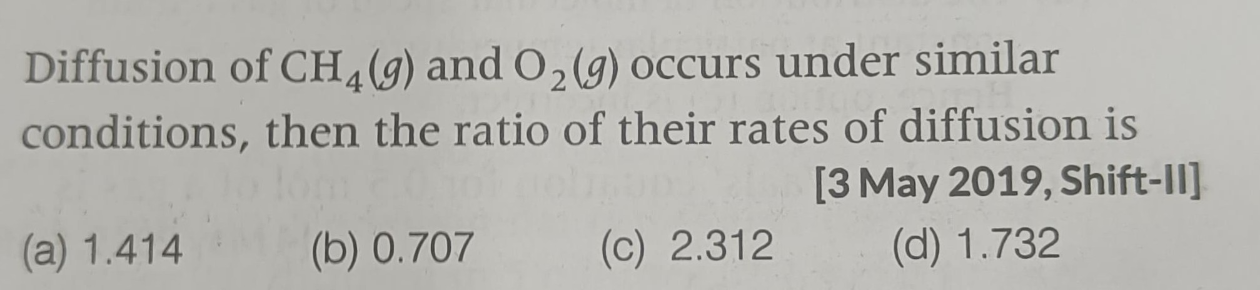 Diffusion of CH₄(g) and O₂(g) occurs under similar
conditions, then the ratio of their rates of diffusion is
[3 May 2019, Shift-II]
(a) 1.414 (b) 0.707 (c) 2.312 (d) 1.732